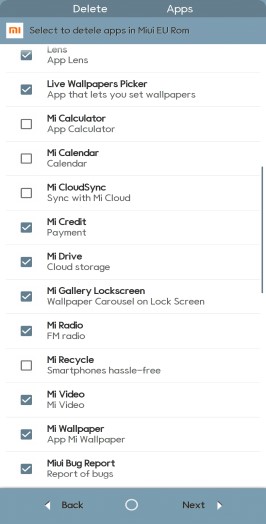 Delete Apps
mi
Select to detele apps in Miui EU Rom
Lens
App Lens
Live Wallpapers Picker
App that lets you set wallpapers
Mi Calculator
App Calculator
Mi Calendar
Calendar
Mi CloudSync
Sync with Mi Cloud
Mi Credit
Payment
Mi Drive
Cloud storage
Mi Gallery Lockscreen
Wallpaper Carousel on Lock Screen
Mi Radio
FM radio
Mi Recycle
Smartphones hassle-free
Mi Video
Mi Video
Mi Wallpaper
App Mi Wallpaper
Miui Bug Report
Report of bugs
Back Next